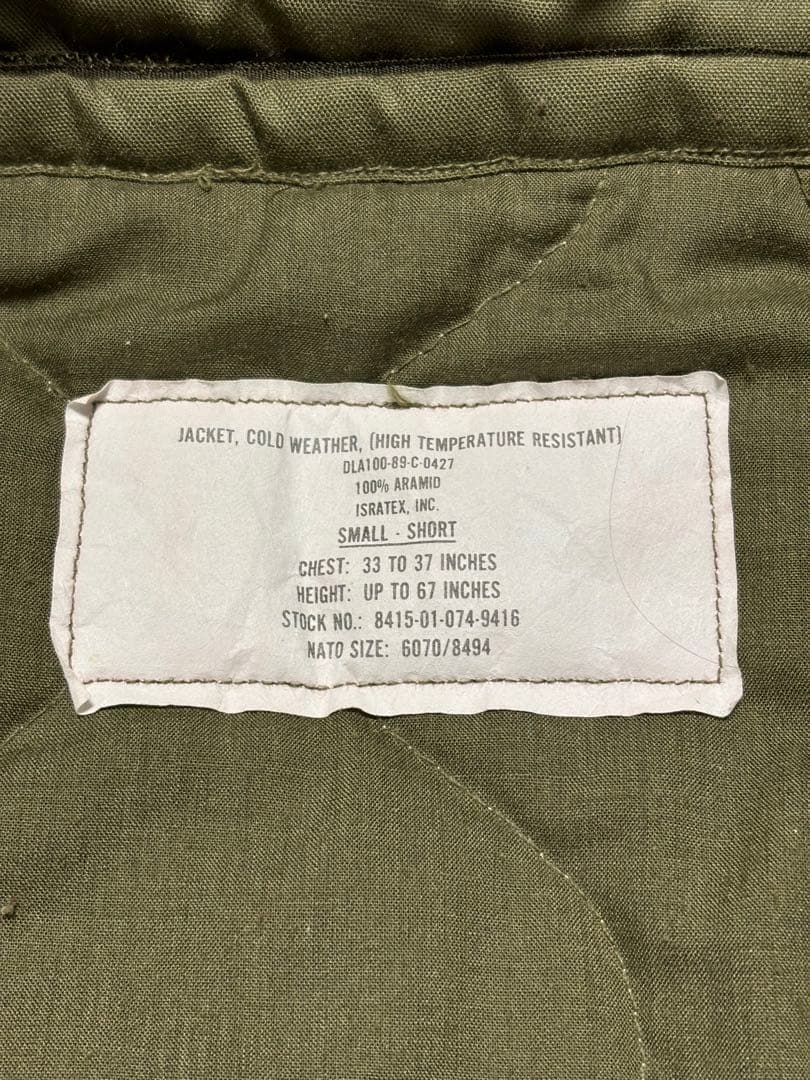 JACKET, COLD WEATHER, (HIGH TEMPERATURE RESISTANT)
DLA100-89-C-0427
100% ARAMID
ISRATEX, INC.
SMALL - SHORT
CHEST: 33 TO 37 INCHES
HEIGHT: UP TO 67 INCHES
STOCK NO.: 8415-01-074-9416
NATO SIZE: 6070/8494